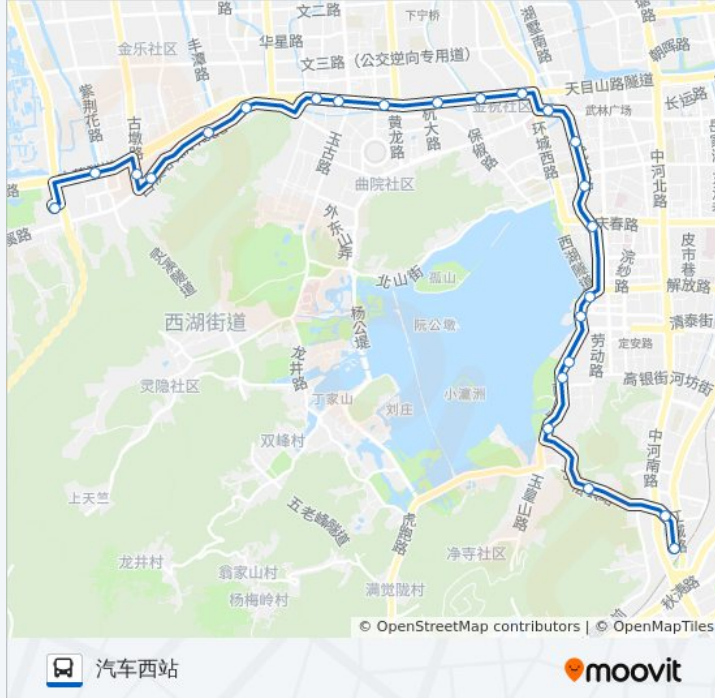 文二路
下宁桥
金乐社区
丰潭路
华星路
文三路（公交逆向专用道）
湖墅南路
朝晖路
紫荆花路
天目山路隧道
长运路
古墩路
武林广场
玉古路
黄龙路
杭大路
保俶路
环城西路
中河北路
曲院社区
外东山弄
庆春路
西湖隧道
浣纱路
皮市巷
解放路
北山街
孤山
西湖街道
杨公堤
阮公墩
清泰街
定安路
劳动路
龙井路
灵隐社区
丁家山
刘庄
小瀛洲
高银街河坊街
双峰村
中河南路
上天竺
五老峰隧道
玉皇山路
虎跑路
龙井村
翁家山村
净寺社区
杨梅岭村
满觉陇村
秋涛路
© OpenStreetMap contributors | © OpenMapTiles
汽车西站
moovit